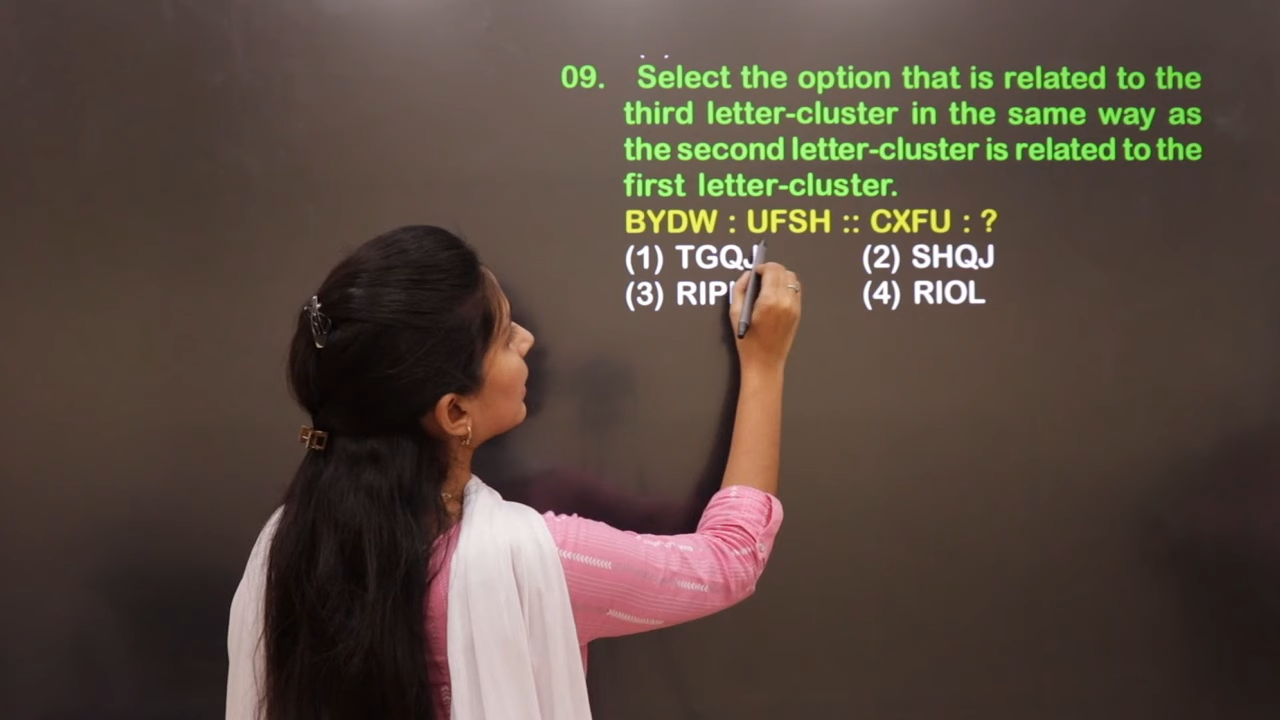 09. Select the option that is related to the
third letter-cluster in the same way as
the second letter-cluster is related to the
first letter-cluster.
BYDW : UFSH :: CXFU : ?
(1) TGQJ (2) SHQJ
(3) (4) RIOL